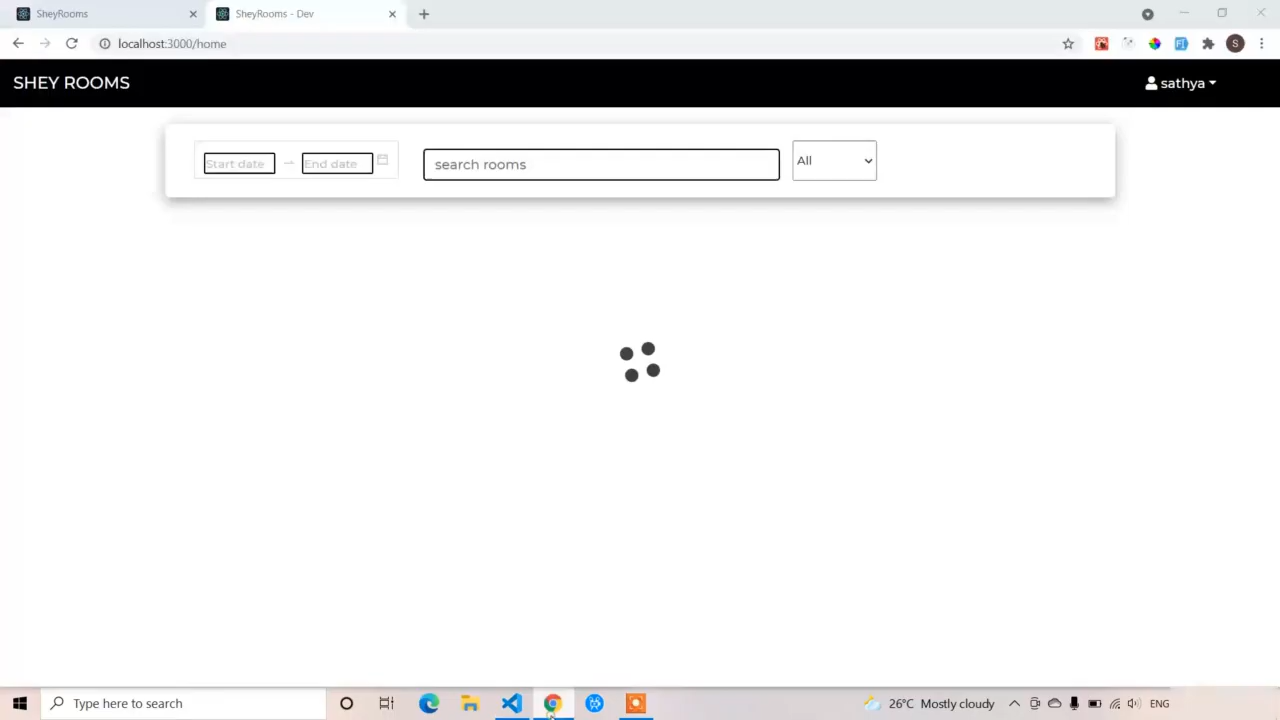 SheyRooms
SheyRooms - Dev
localhost:3000/home
S
SHEY ROOMS
sathya
Start date
End date
search rooms
All
Type here to search
26°C Mostly cloudy
ENG